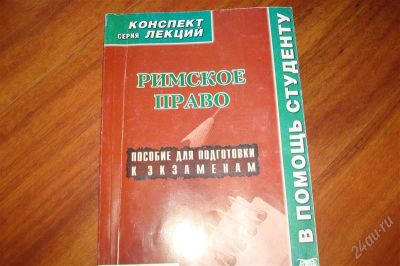 КОНСПЕКТ
СЕРИЯ ЛЕКЦИЙ
РИМСКОЕ
ПРАВО
ПОСОБИЕ ДЛЯ ПОДГОТОВКИ
К ЭКЗАМЕНАМ
В ПОМОЩЬ СТУДЕНТУ
24au.ru